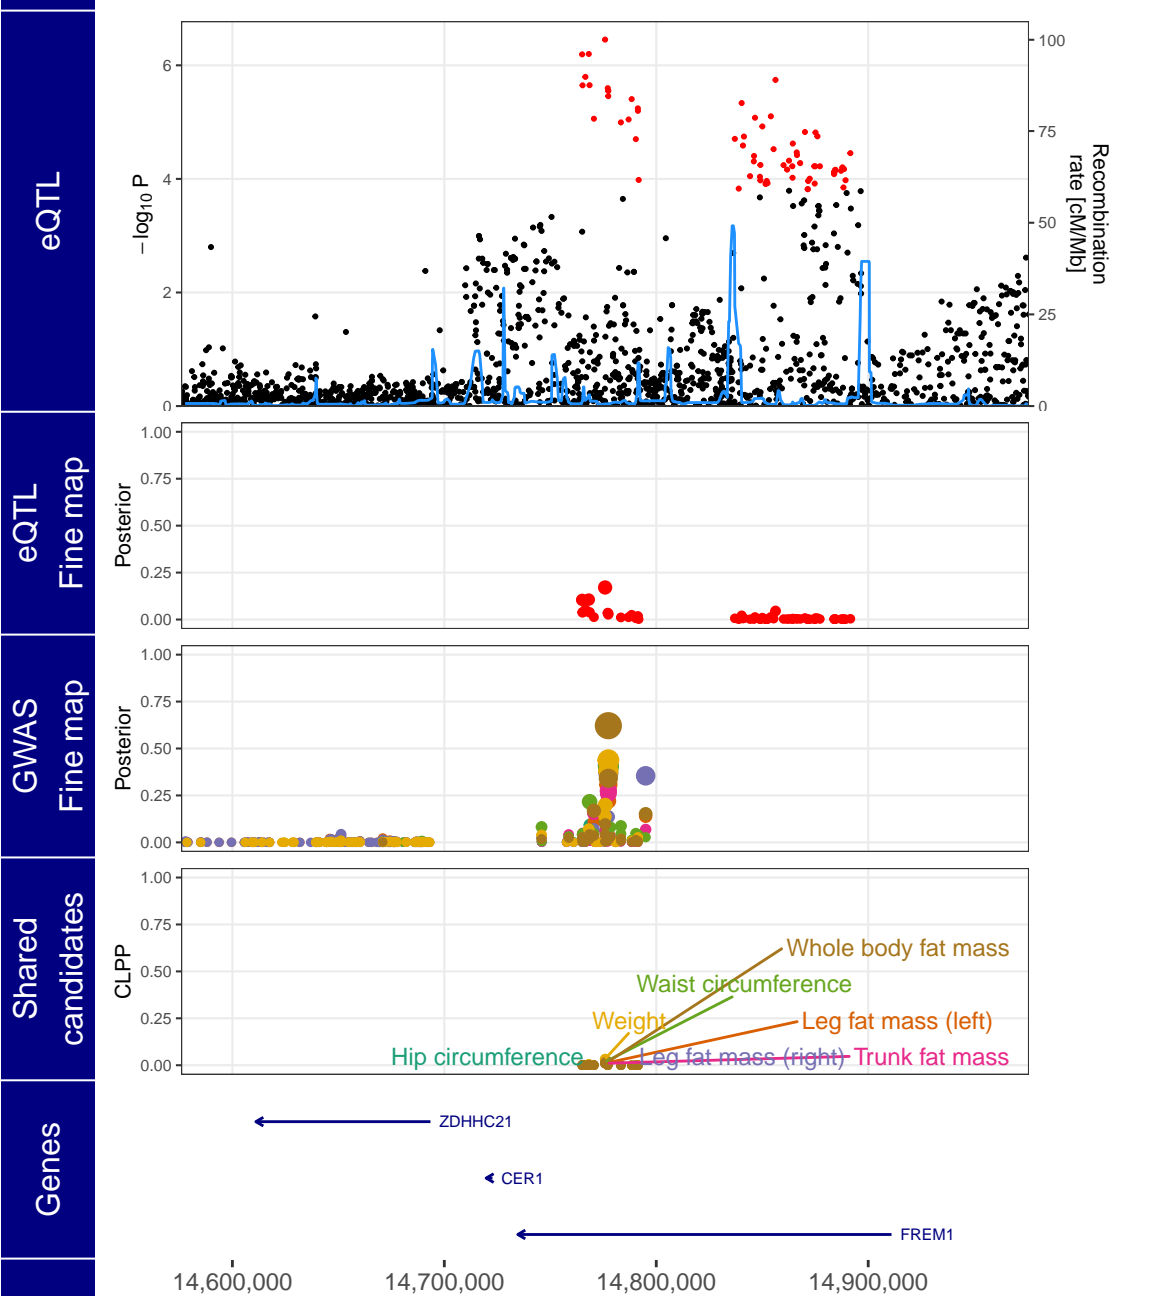 eQTL
−log10 P
0
2
4
6
0
25
50
75
100
Recombination
rate [cM/Mb]
eQTL
Fine map
Posterior
1.00
0.75
0.50
0.25
0.00
GWAS
Fine map
Posterior
1.00
0.75
0.50
0.25
0.00
Shared
candidates
CLPP
1.00
0.75
0.50
0.25
0.00
Whole body fat mass
Waist circumference
Weight
Leg fat mass (left)
Hip circumference
Leg fat mass (right)
Trunk fat mass
Genes
ZDHHC21
CER1
FREM1
14,600,000
14,700,000
14,800,000
14,900,000